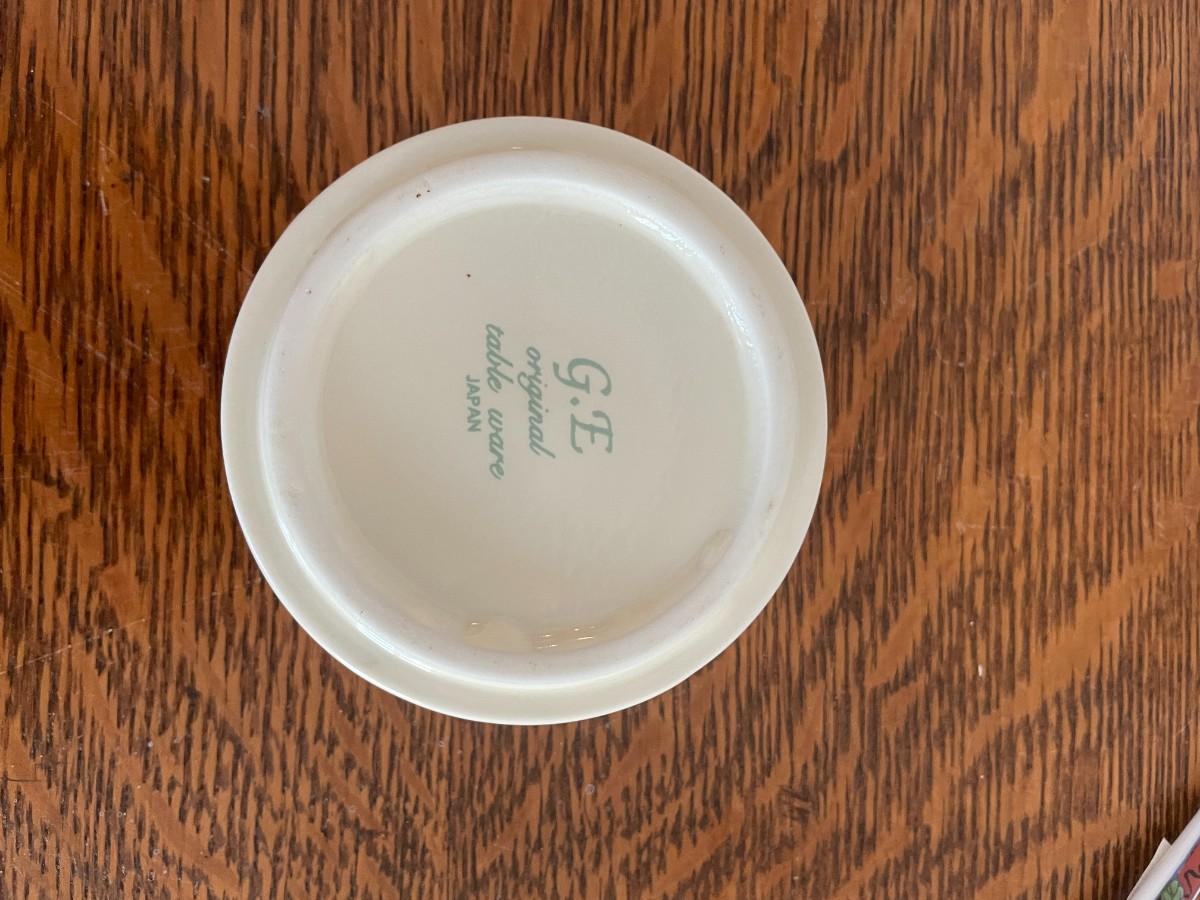 G.E
original
table ware
JAPAN